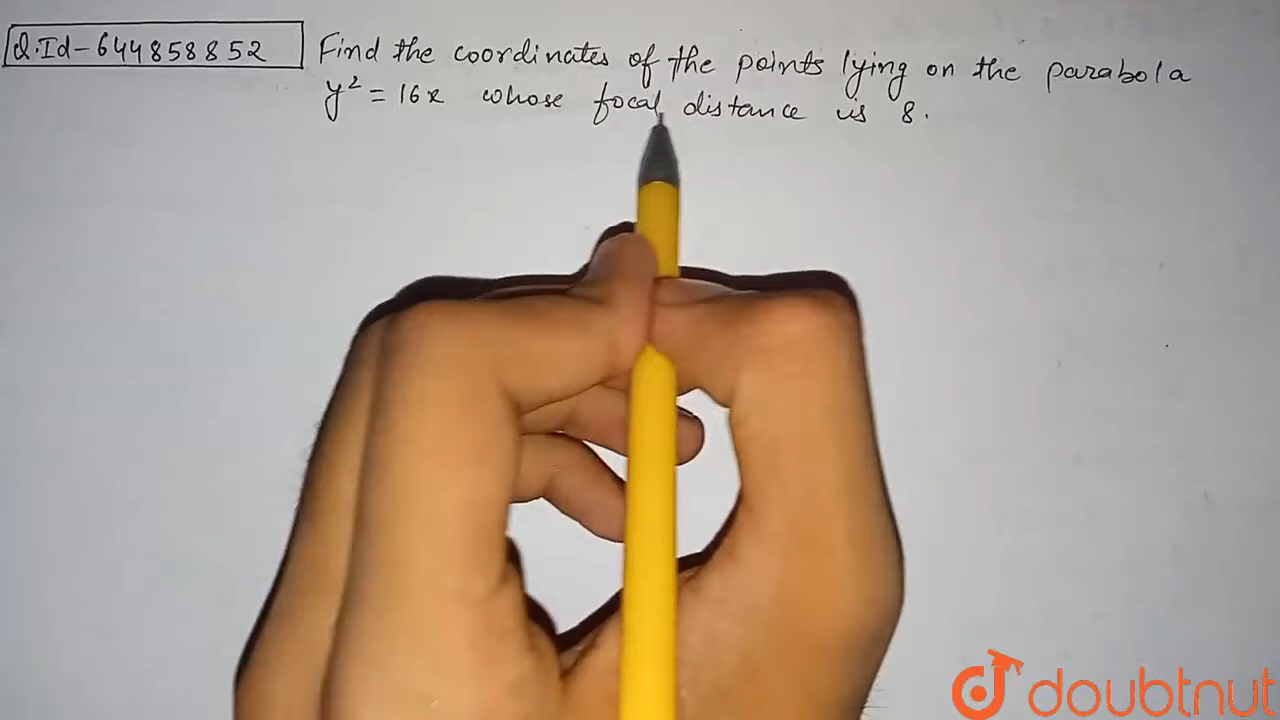 Q.Id-644858852
Find the coordinates of the points lying on the parabola
y² = 16x whose focal distance is 8.
doubtnut